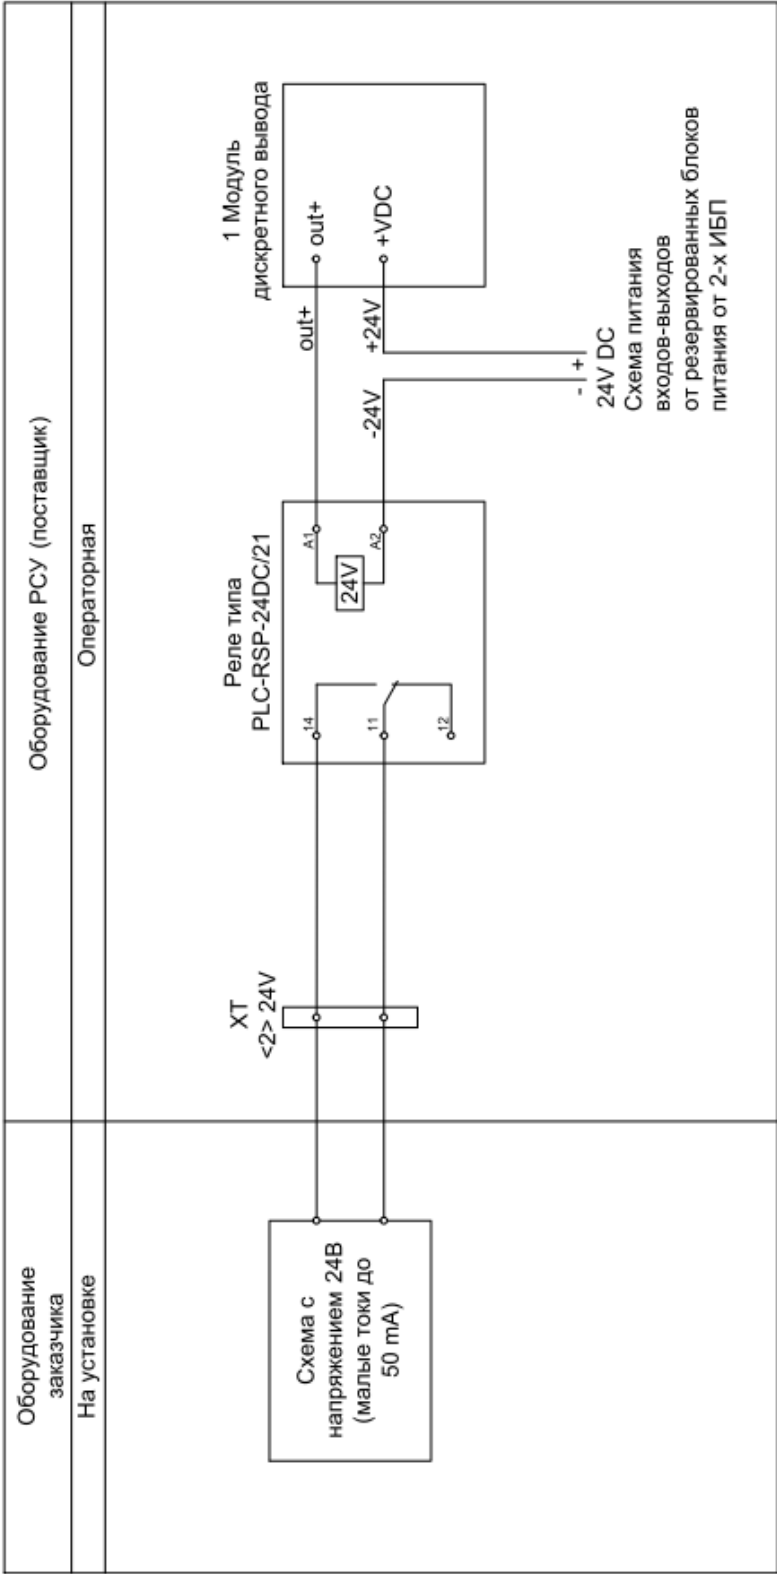 Оборудование
заказчика
Оборудование РСУ (поставщик)
На установке
Операторная
Схема с
напряжением 24В
(малые токи до
50 mA)
XT
<2> 24V
Реле типа
PLC-RSP-24DC/21
14
11
12
A1
24V
A2
out+
-24V
+24V
1 Модуль
дискретного вывода
out+
+VDC
- +
24V DC
Схема питания
входов-выходов
от резервированных блоков
питания от 2-х ИБП